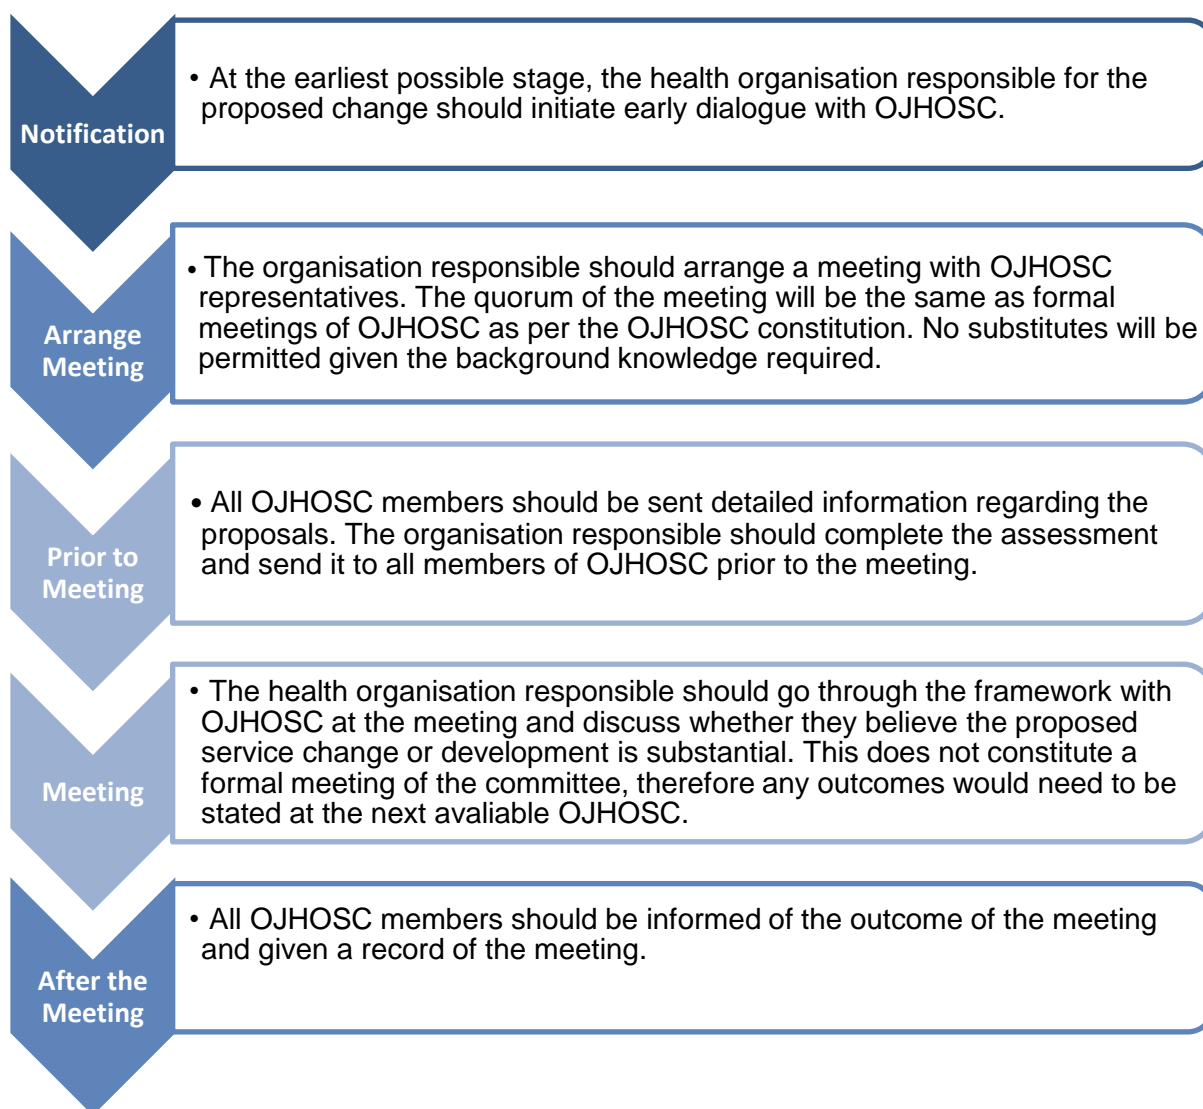 Notification
• At the earliest possible stage, the health organisation responsible for the
proposed change should initiate early dialogue with OJHOSC.
Arrange
Meeting
• The organisation responsible should arrange a meeting with OJHOSC
representatives. The quorum of the meeting will be the same as formal
meetings of OJHOSC as per the OJHOSC constitution. No substitutes will be
permitted given the background knowledge required.
Prior to
Meeting
• All OJHOSC members should be sent detailed information regarding the
proposals. The organisation responsible should complete the assessment
and send it to all members of OJHOSC prior to the meeting.
Meeting
• The health organisation responsible should go through the framework with
OJHOSC at the meeting and discuss whether they believe the proposed
service change or development is substantial. This does not constitute a
formal meeting of the committee, therefore any outcomes would need to be
stated at the next avaliable OJHOSC.
After the
Meeting
• All OJHOSC members should be informed of the outcome of the meeting
and given a record of the meeting.